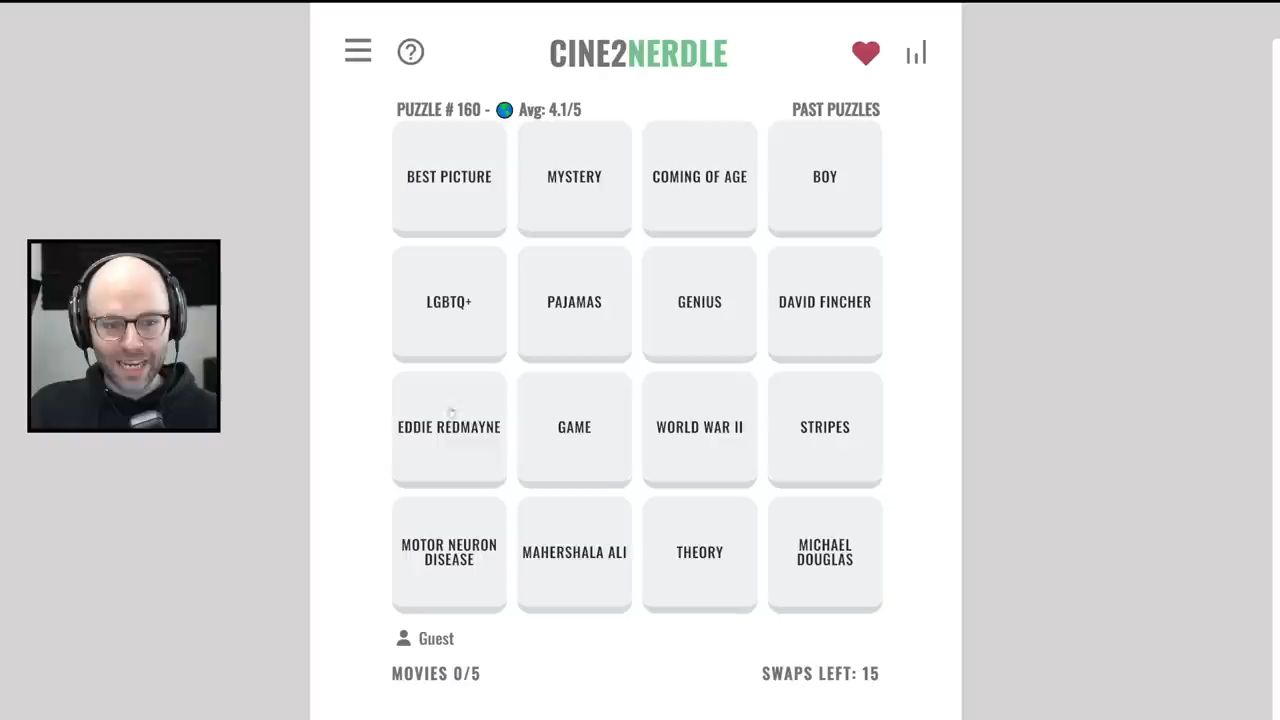 CINE2NERDLE
PUZZLE # 160 - 🌎 Avg: 4.1/5
PAST PUZZLES
BEST PICTURE
MYSTERY
COMING OF AGE
BOY
LGBTQ+
PAJAMAS
GENIUS
DAVID FINCHER
EDDIE REDMAYNE
GAME
WORLD WAR II
STRIPES
MOTOR NEURON
DISEASE
MAHERSHALA ALI
THEORY
MICHAEL
DOUGLAS
Guest
MOVIES 0/5
SWAPS LEFT: 15